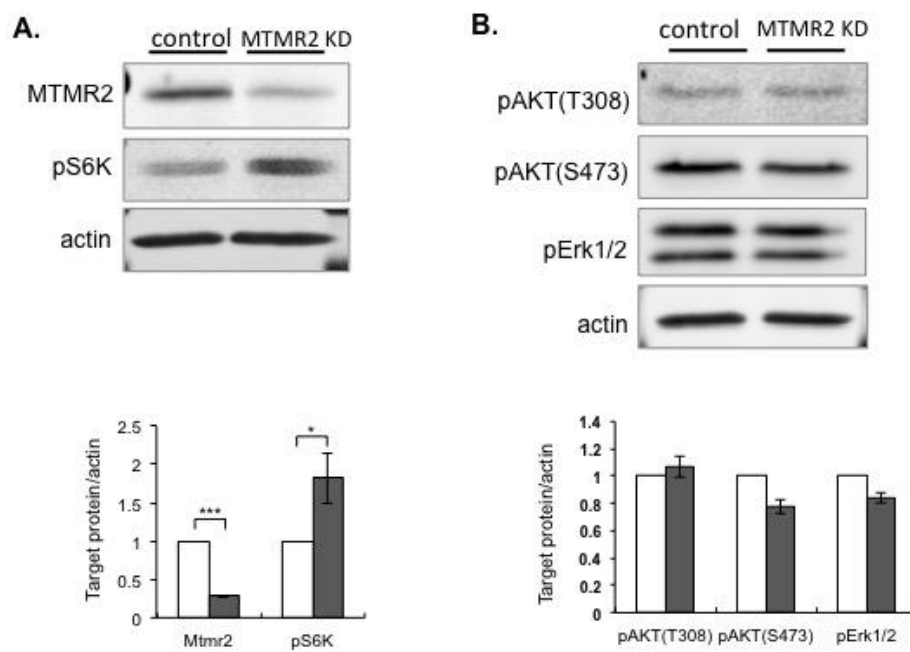 A.
control MTMR2 KD
MTMR2
pS6K
actin
Target protein/actin
2.5
2
1.5
1
0.5
0
***
*
Mtmr2 pS6K
B.
control MTMR2 KD
pAKT(T308)
pAKT(S473)
pErk1/2
actin
Target protein/actin
1.4
1.2
1
0.8
0.6
0.4
0.2
0
pAKT(T308) pAKT(S473) pErk1/2